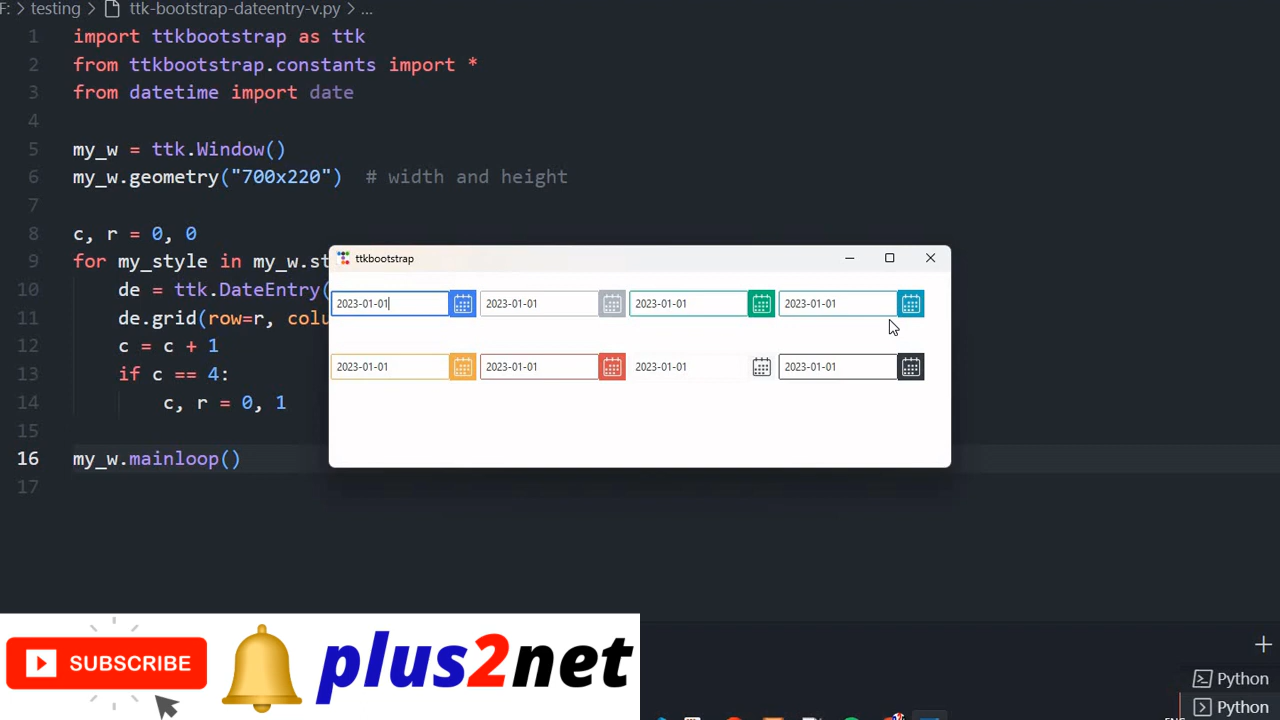 F: > testing > ttk-bootstrap-dateentry-v.py > ...
1 import ttkbootstrap as ttk
2 from ttkbootstrap.constants import *
3 from datetime import date
4
5 my_w = ttk.Window()
6 my_w.geometry("700x220") # width and height
7
8 c, r = 0, 0
9 for my_style in my_w.st
10 de = ttk.DateEntry(
11 de.grid(row=r, colu
12 c = c + 1
13 if c == 4:
14 c, r = 0, 1
15
16 my_w.mainloop()
17
ttkbootstrap
2023-01-01 2023-01-01 2023-01-01 2023-01-01
2023-01-01 2023-01-01 2023-01-01 2023-01-01
SUBSCRIBE
plus2net
Python
Python